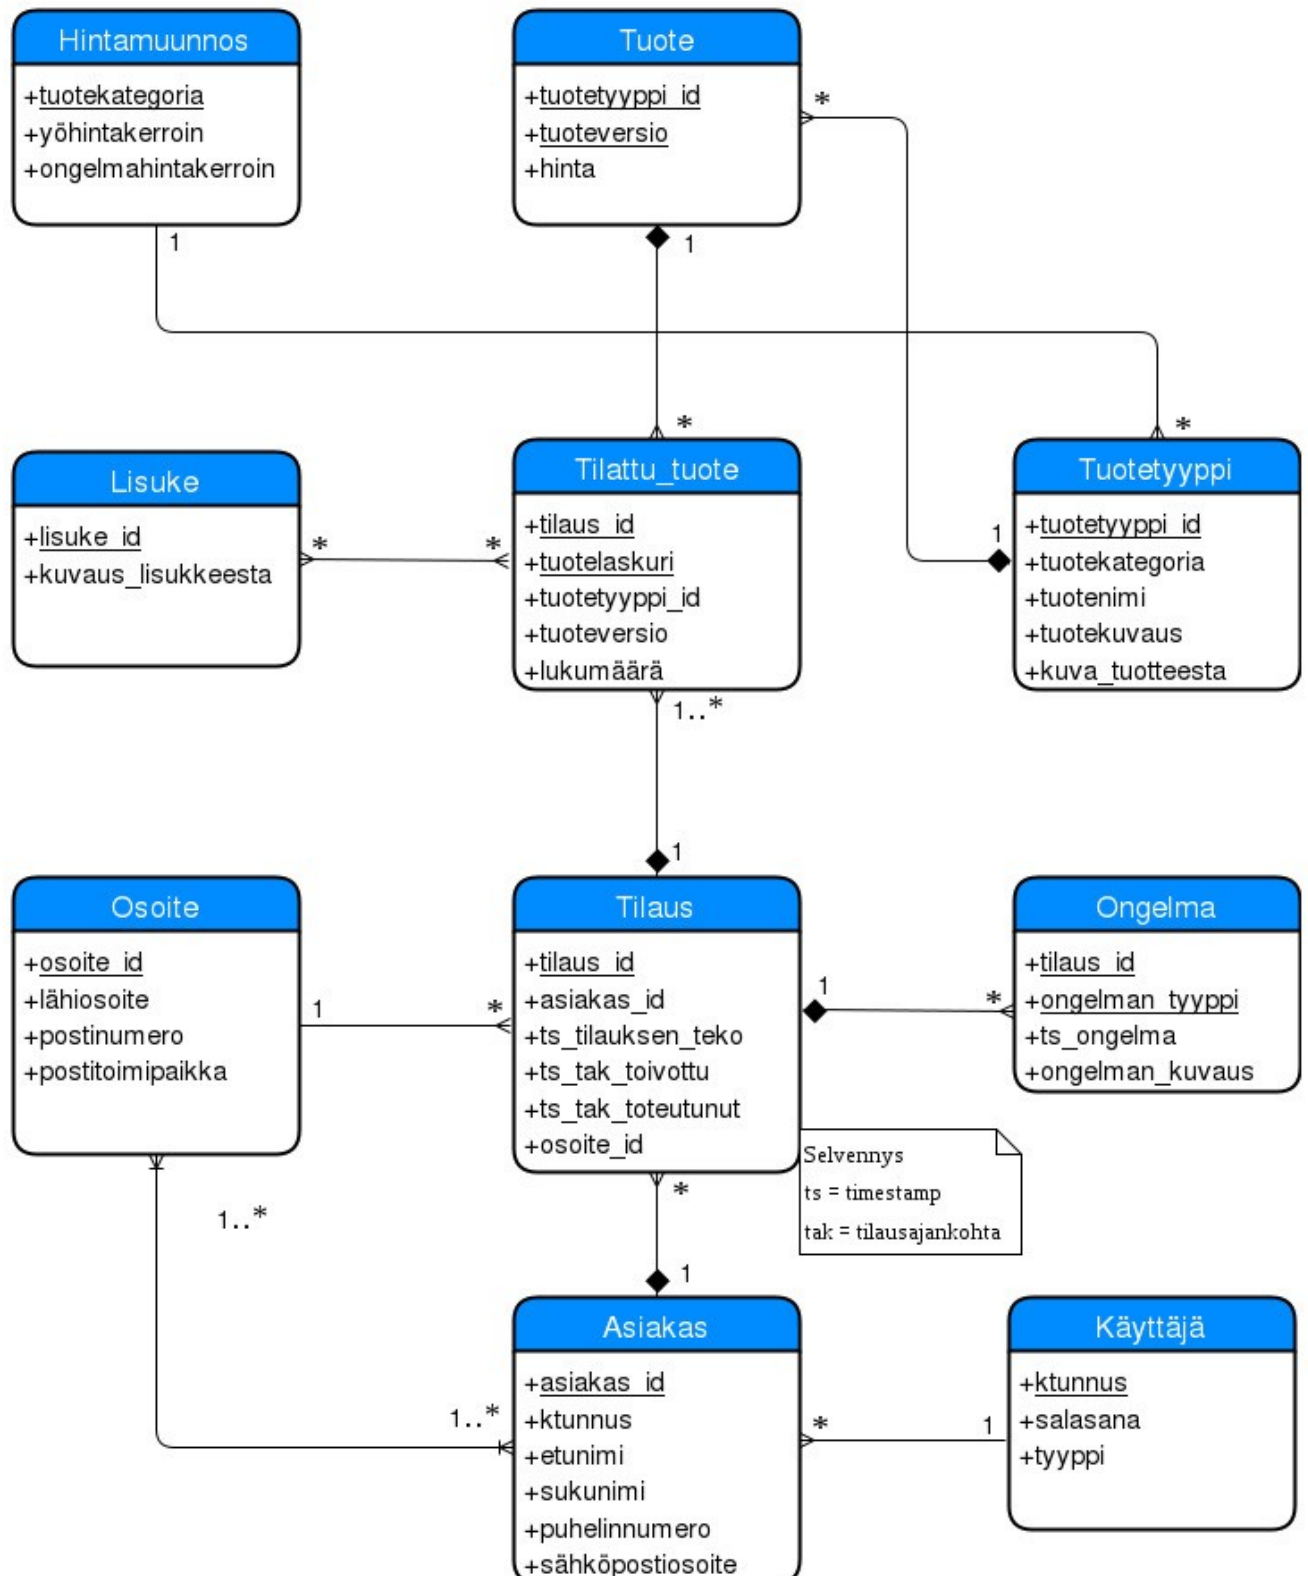 Hintamuunnos
+tuotekategoria
+yöhintakerroin
+ongelmahintakerroin
1
Tuote
+tuotetyyppi_id
+tuoteversio
+hinta
*
1
*
*
Lisuke
+lisuke_id
+kuvaus_lisukkeesta
*
*
Tilattu_tuote
+tilaus_id
+tuotelaskuri
+tuotetyyppi_id
+tuoteversio
+lukumäärä
1..*
1
Tuotetyyppi
+tuotetyyppi_id
+tuotekategoria
+tuotenimi
+tuotekuvaus
+kuva_tuotteesta
1
Osoite
+osoite_id
+lähiosoite
+postinumero
+postitoimipaikka
1
*
1..*
Tilaus
+tilaus_id
+asiakas_id
+ts_tilauksen_teko
+ts_tak_toivottu
+ts_tak_toteutunut
+osoite_id
1
*
*
Ongelma
+tilaus_id
+ongelman_tyyppi
+ts_ongelma
+ongelman_kuvaus
Selvennys
ts = timestamp
tak = tilausajankohta
1
1..*
Asiakas
+asiakas_id
+ktunnus
+etunimi
+sukunimi
+puhelinnumero
+sähköpostiosoite
*
1
Käyttäjä
+ktunnus
+salasana
+tyyppi